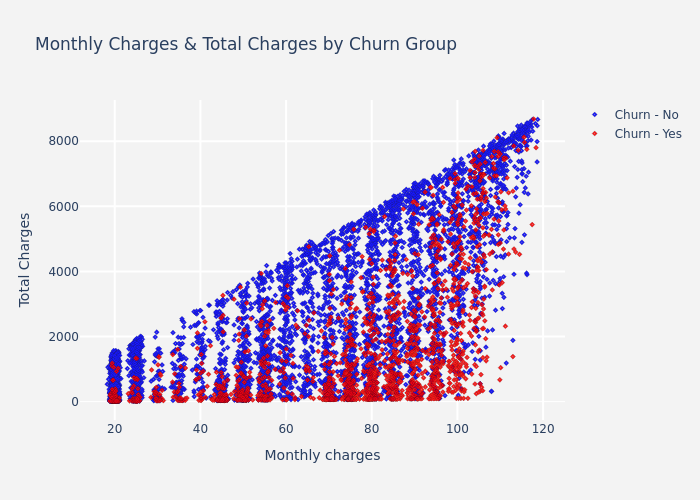 Monthly Charges & Total Charges by Churn Group
Churn - No
Churn - Yes
8000
6000
4000
2000
0
Total Charges
20 40 60 80 100 120
Monthly charges